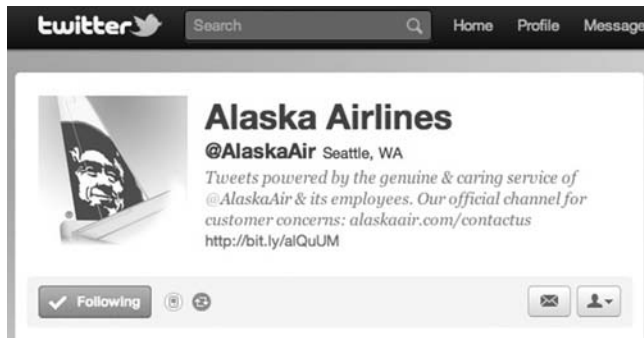 twitter Search Home Profile Message
Alaska Airlines
@AlaskaAir Seattle, WA
Tweets powered by the genuine & caring service of
@AlaskaAir & its employees. Our official channel for
customer concerns: alaskaair.com/contactus
http://bit.ly/alQuUM
Following